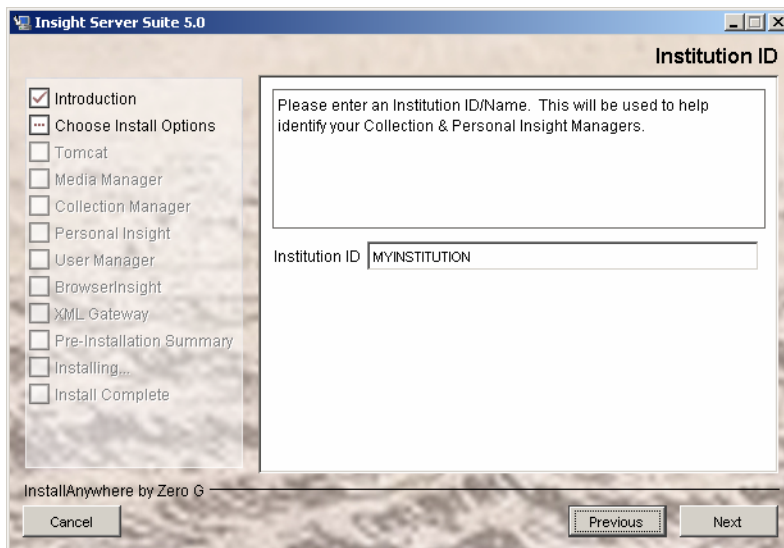 Insight Server Suite 5.0
Institution ID
Introduction
Choose Install Options
Tomcat
Media Manager
Collection Manager
Personal Insight
User Manager
BrowserInsight
XML Gateway
Pre-Installation Summary
Installing...
Install Complete
Please enter an Institution ID/Name. This will be used to help
identify your Collection & Personal Insight Managers.
Institution ID MYINSTITUTION
InstallAnywhere by Zero G
Cancel Previous Next